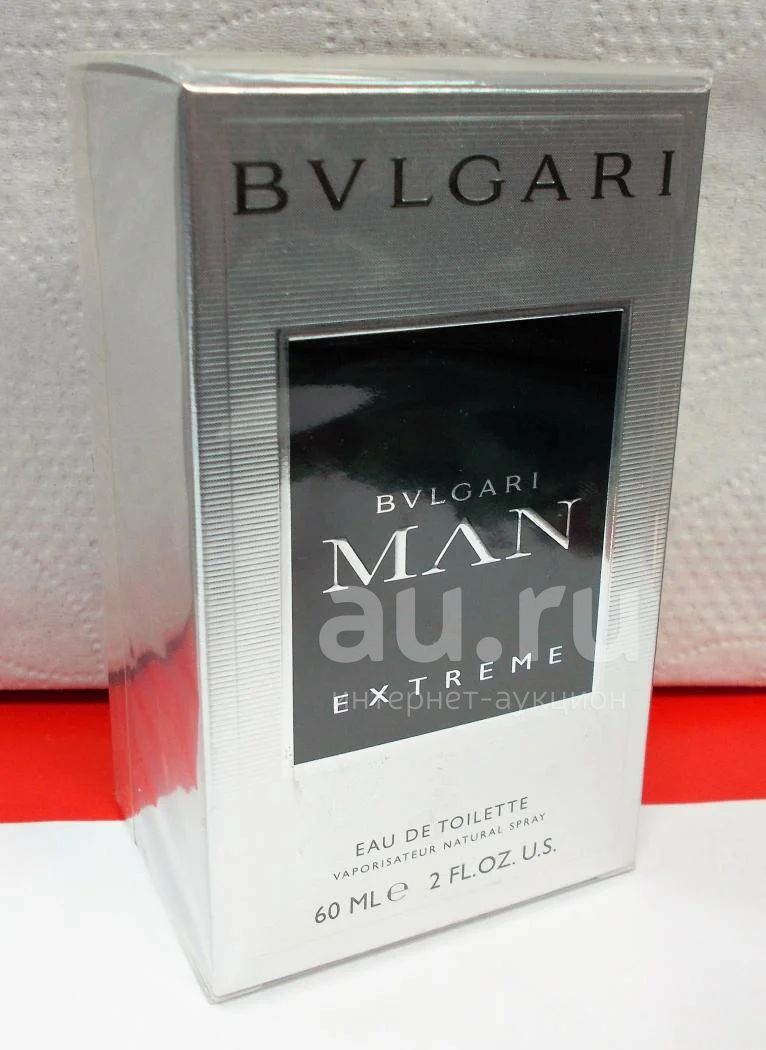 BVLGARI
BVLGARI
MAN
au.ru
EXTREME
интернет-аукцион
EAU DE TOILETTE
VAPORISATEUR NATURAL SPRAY
60 ML℮ 2 FL.OZ. U.S.